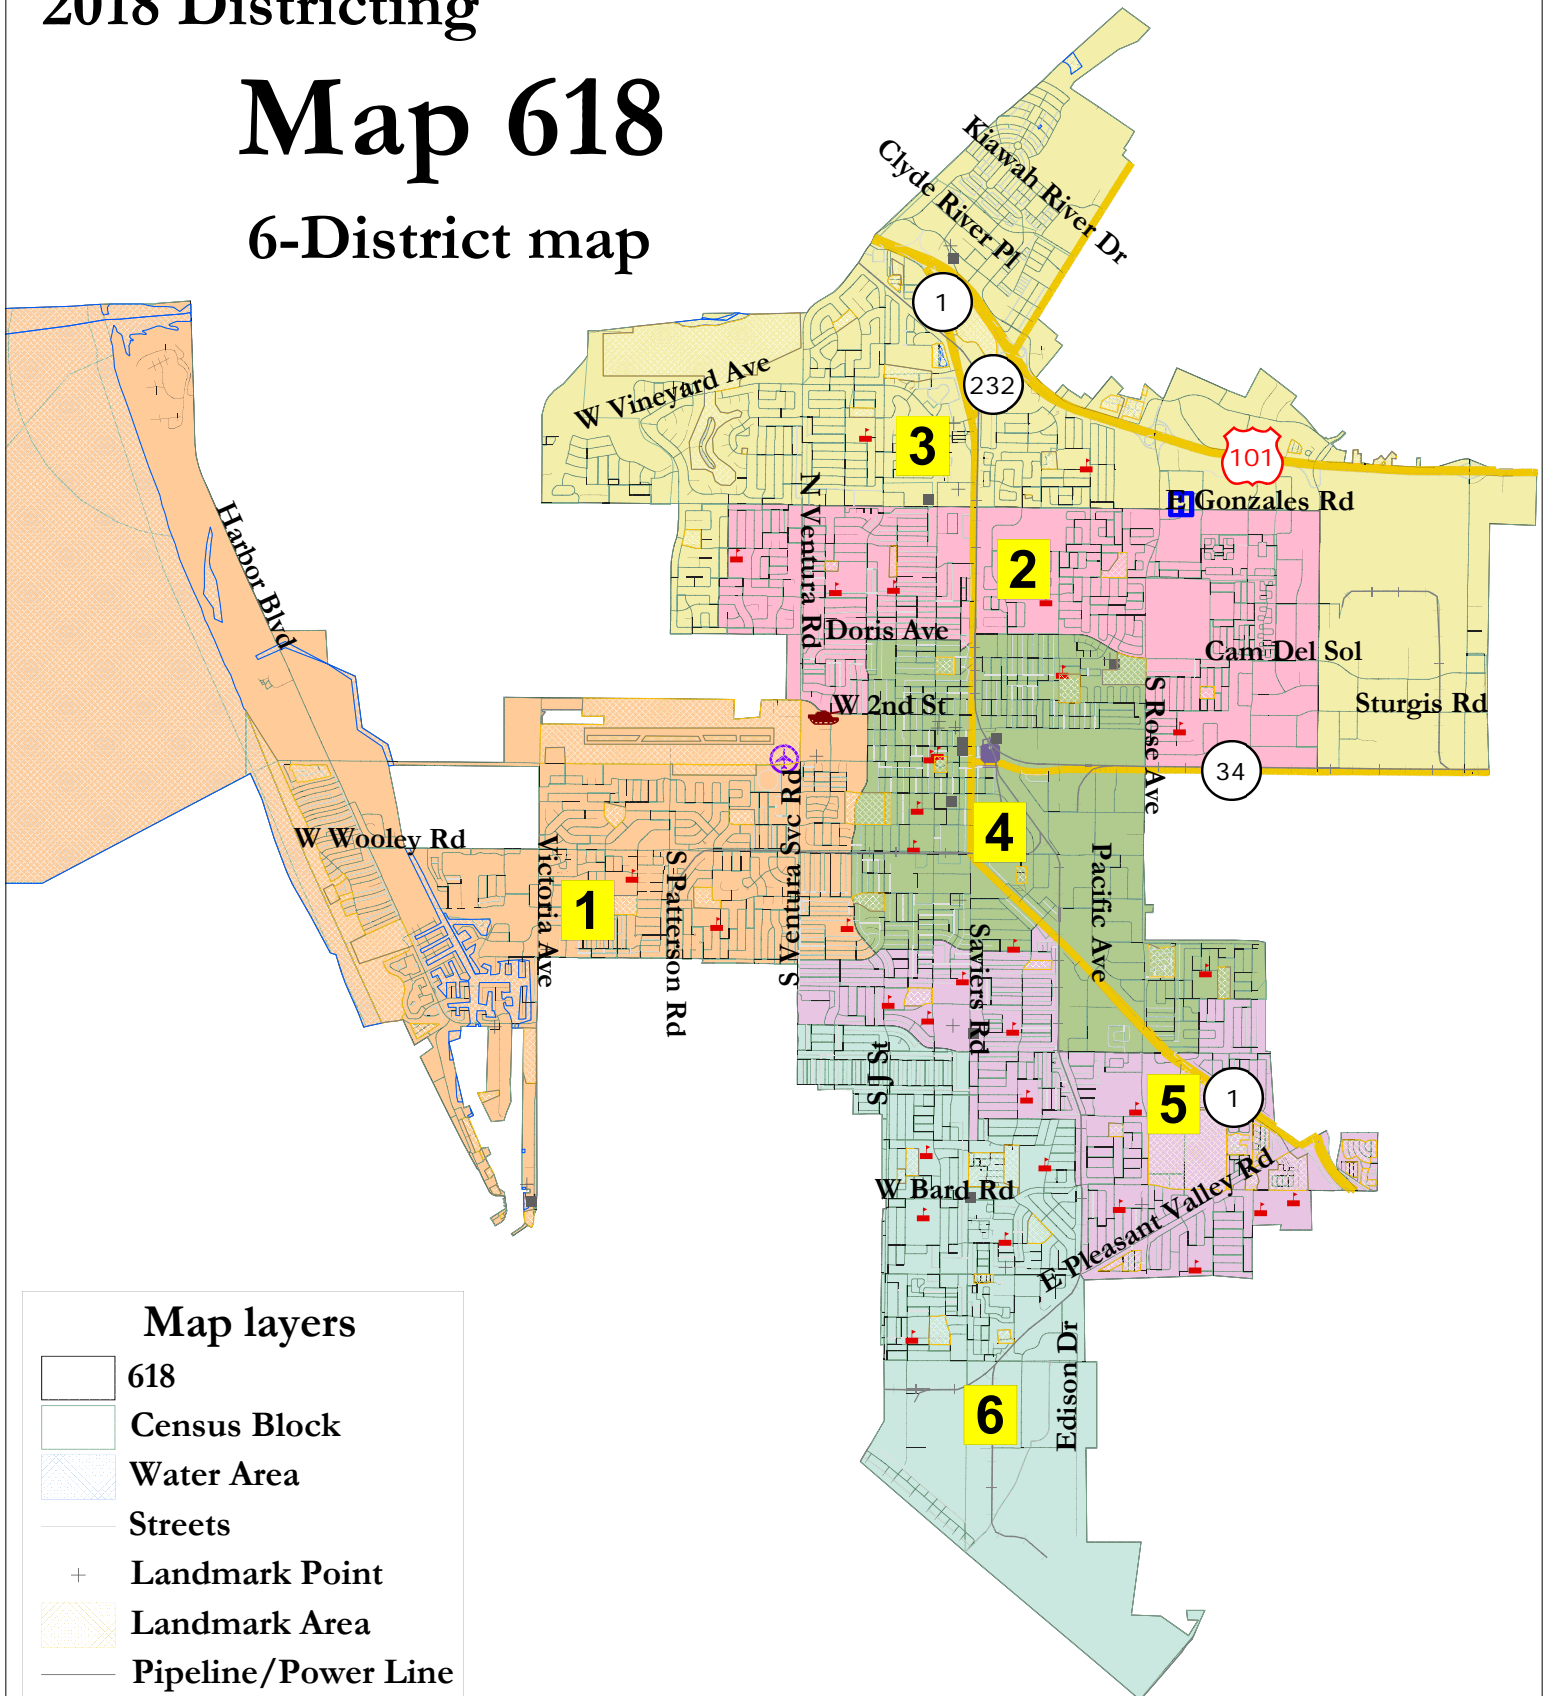 2018 Districting
Map 618
6-District map
Kiawah River Dr
Clyde River Pl
1
232
W Vineyard Ave
3
101
E Gonzales Rd
H
N Ventura Rd
2
Harbor Blvd
Doris Ave
Cam Del Sol
W 2nd St
S Rose Ave
Sturgis Rd
34
S Ventura Svc Rd
W Wooley Rd
Victoria Ave
S Patterson Rd
1
4
Pacific Ave
Saviers Rd
S J St
5
1
W Bard Rd
E Pleasant Valley Rd
Edison Dr
6
Map layers
618
Census Block
Water Area
Streets
Landmark Point
Landmark Area
Pipeline/Power Line